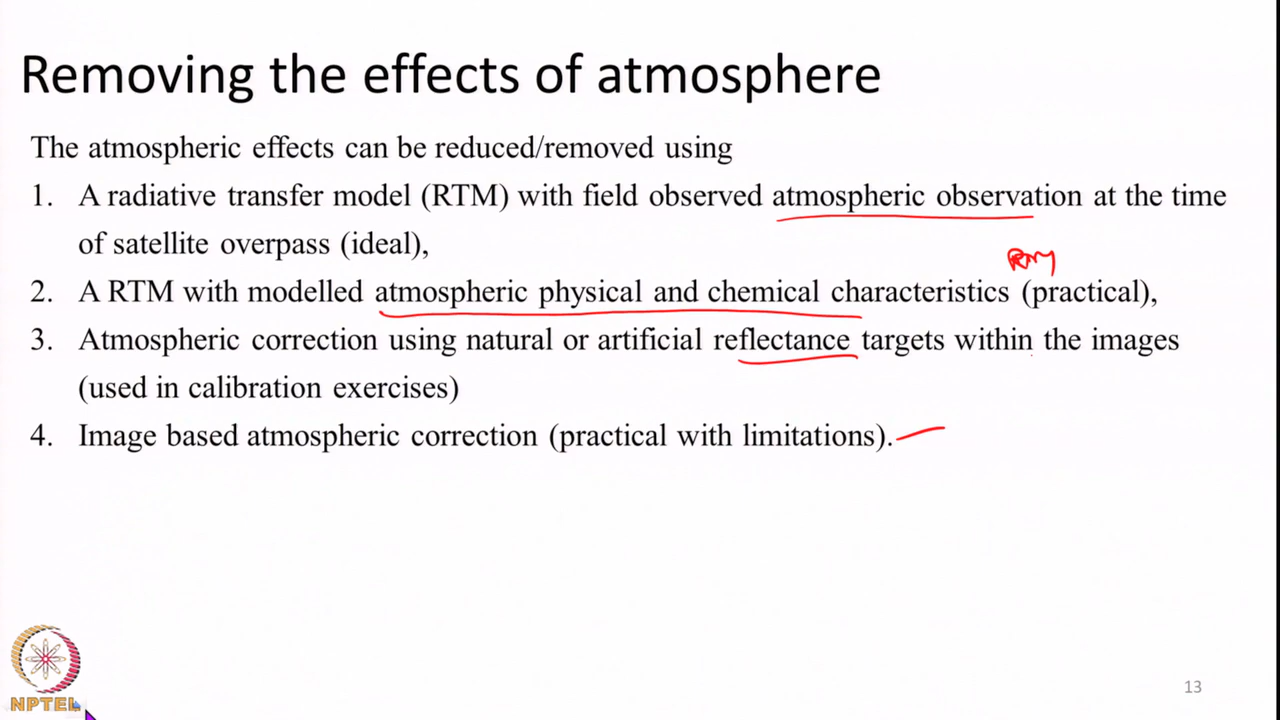 Removing the effects of atmosphere
The atmospheric effects can be reduced/removed using
1. A radiative transfer model (RTM) with field observed atmospheric observation at the time
of satellite overpass (ideal),
RTM
2. A RTM with modelled atmospheric physical and chemical characteristics (practical),
3. Atmospheric correction using natural or artificial reflectance targets within the images
(used in calibration exercises)
4. Image based atmospheric correction (practical with limitations).
NPTEL
13